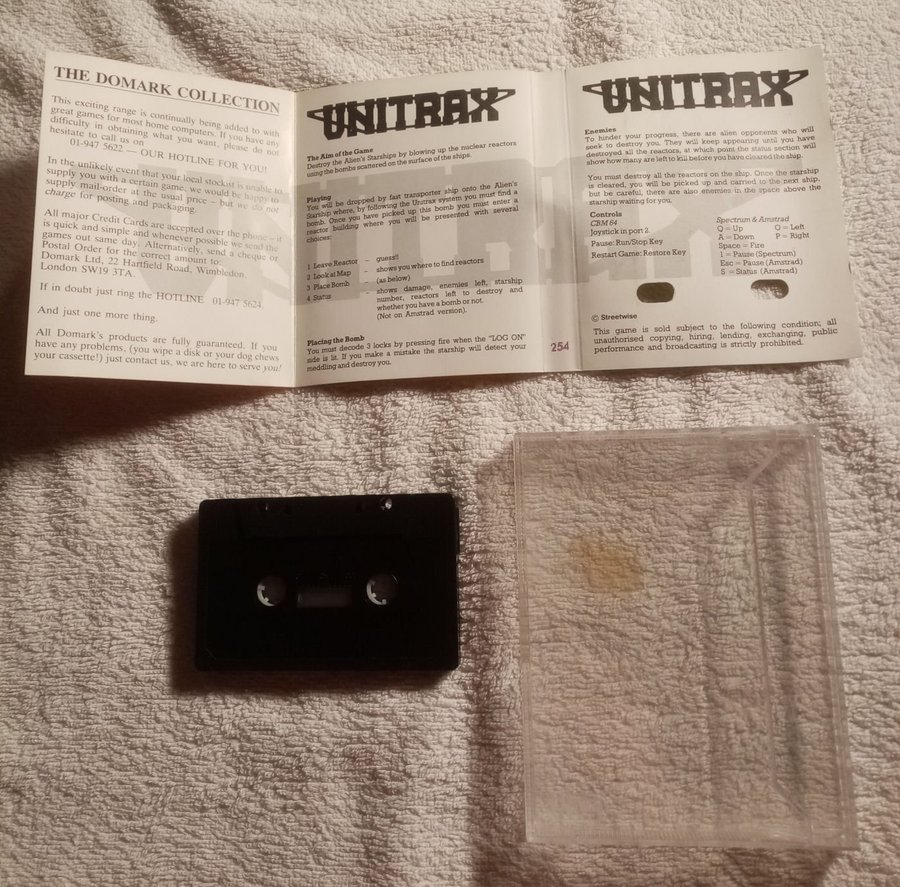 THE DOMARK COLLECTION
This exciting range is continually being added to with
great games for most home computers. If you have any
difficulty in obtaining what you want, please do not
hesitate to call us on
01-947 5622 — OUR HOTLINE FOR YOU!
In the unlikely event that your local stockist is unable to
supply you with a certain game, we would be happy to
supply mail-order at the usual price – but we do not
charge for posting and packaging.
All major Credit Cards are accepted over the phone – it
is quick and simple and whenever possible we send the
games out same day. Alternatively, send a cheque or
Postal Order for the correct amount to:
Domark Ltd, 22 Hartfield Road, Wimbledon,
London SW19 3TA.
If in doubt just ring the HOTLINE 01-947 5624.
And just one more thing.
All Domark's products are fully guaranteed. If you
have any problems, (you wipe a disk or your dog chews
your cassette!) just contact us, we are here to serve you!
UNITRAX
The Aim of the Game
Destroy the Alien's Starships by blowing up the nuclear reactors
using the bombs scattered on the surface of the ships.
Playing
You will be dropped by fast transporter ship onto the Alien's
Starship where, by following the Unitrax system you must find a
bomb. Once you have picked up this bomb you must enter a
reactor building where you will be presented with several
choices:
1 Leave Reactor – guess!!
2 Look at Map – shows you where to find reactors
3 Place Bomb – (as below)
4 Status – shows damage, enemies left, starship
number, reactors left to destroy and
whether you have a bomb or not.
(Not on Amstrad version).
Placing the Bomb
You must decode 3 locks by pressing fire when the "LOG ON"
side is lit. If you make a mistake the starship will detect your
meddling and destroy you.
254
UNITRAX
Enemies
To hinder your progress, there are alien opponents who will
seek to destroy you. They will keep appearing until you have
destroyed all the reactors, at which point the status section will
show how many are left to kill before you have cleared the ship.
You must destroy all the reactors on the ship. Once the starship
is cleared, you will be picked up and carried to the next ship,
but be careful, there are also enemies in the space above the
starship waiting for you.
Controls
CBM 64
Joystick in port 2.
Pause: Run/Stop Key
Restart Game: Restore Key
Spectrum & Amstrad
Q = Up O = Left
A = Down P = Right
Space = Fire
1 = Pause (Spectrum)
Esc = Pause (Amstrad)
S = Status (Amstrad)
© Streetwise
This game is sold subject to the following condition; all
unauthorised copying, hiring, lending, exchanging, public
performance and broadcasting is strictly prohibited.